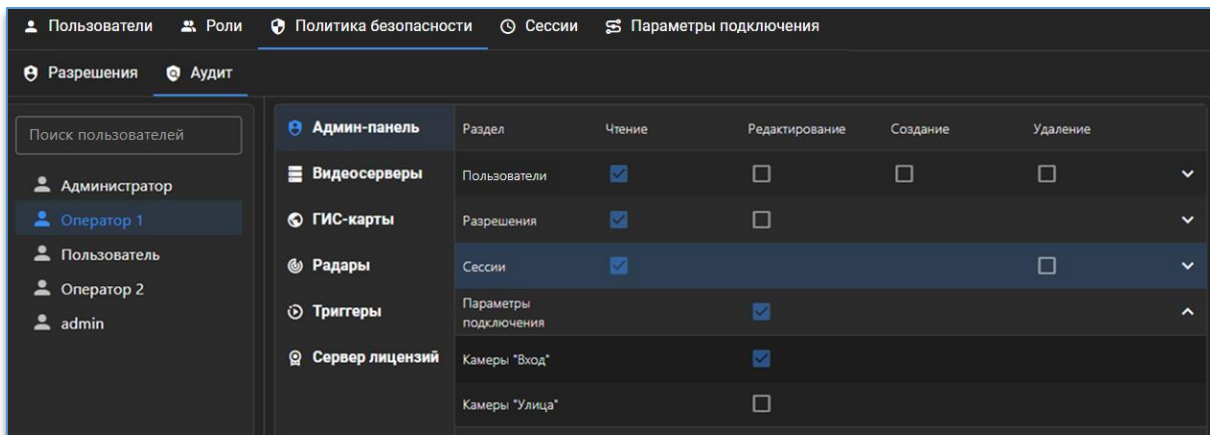 Пользователи Роли Политика безопасности Сессии Параметры подключения
Разрешения Аудит
Поиск пользователей
Администратор
Оператор 1
Пользователь
Оператор 2
admin
Админ-панель
Видеосерверы
ГИС-карты
Радары
Триггеры
Сервер лицензий
Раздел Чтение Редактирование Создание Удаление
Пользователи
Разрешения
Сессии
Параметры
подключения
Камеры "Вход"
Камеры "Улица"